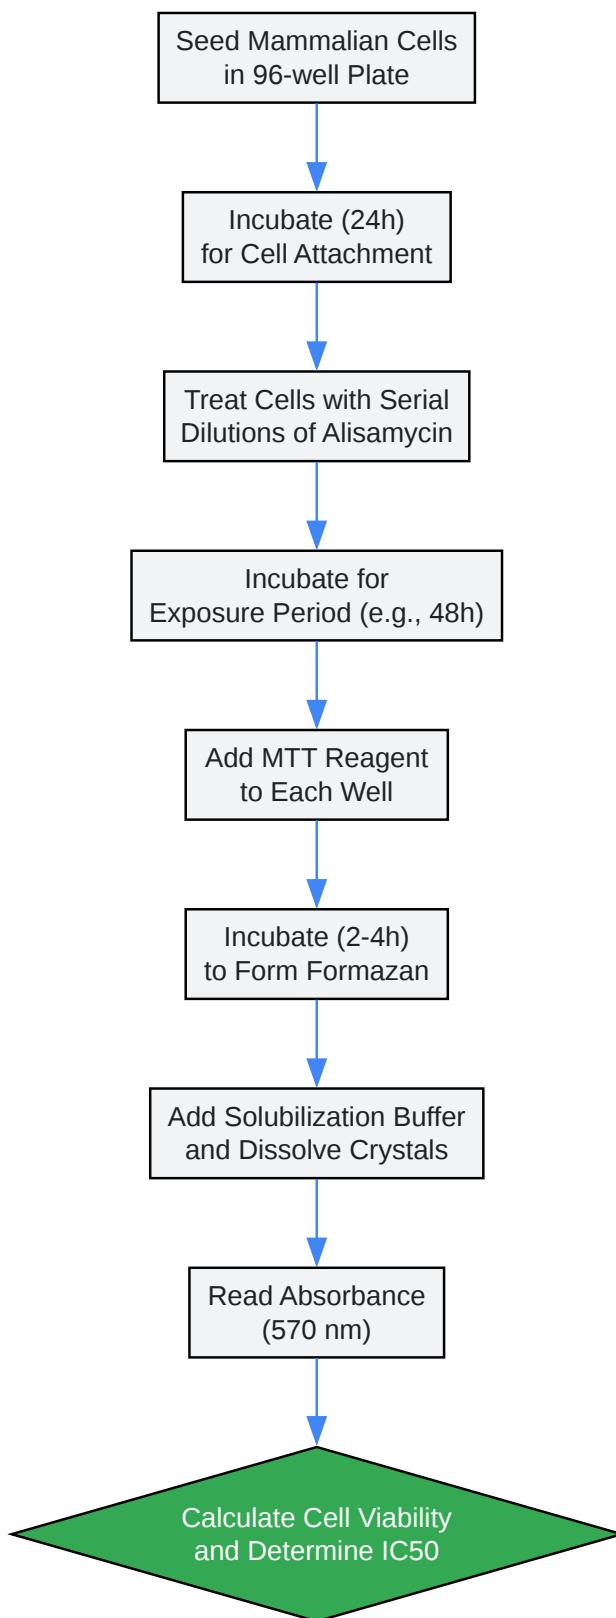 Seed Mammalian Cells
in 96-well Plate
Incubate (24h)
for Cell Attachment
Treat Cells with Serial
Dilutions of Alisamycin
Incubate for
Exposure Period (e.g., 48h)
Add MTT Reagent
to Each Well
Incubate (2-4h)
to Form Formazan
Add Solubilization Buffer
and Dissolve Crystals
Read Absorbance
(570 nm)
Calculate Cell Viability
and Determine IC50